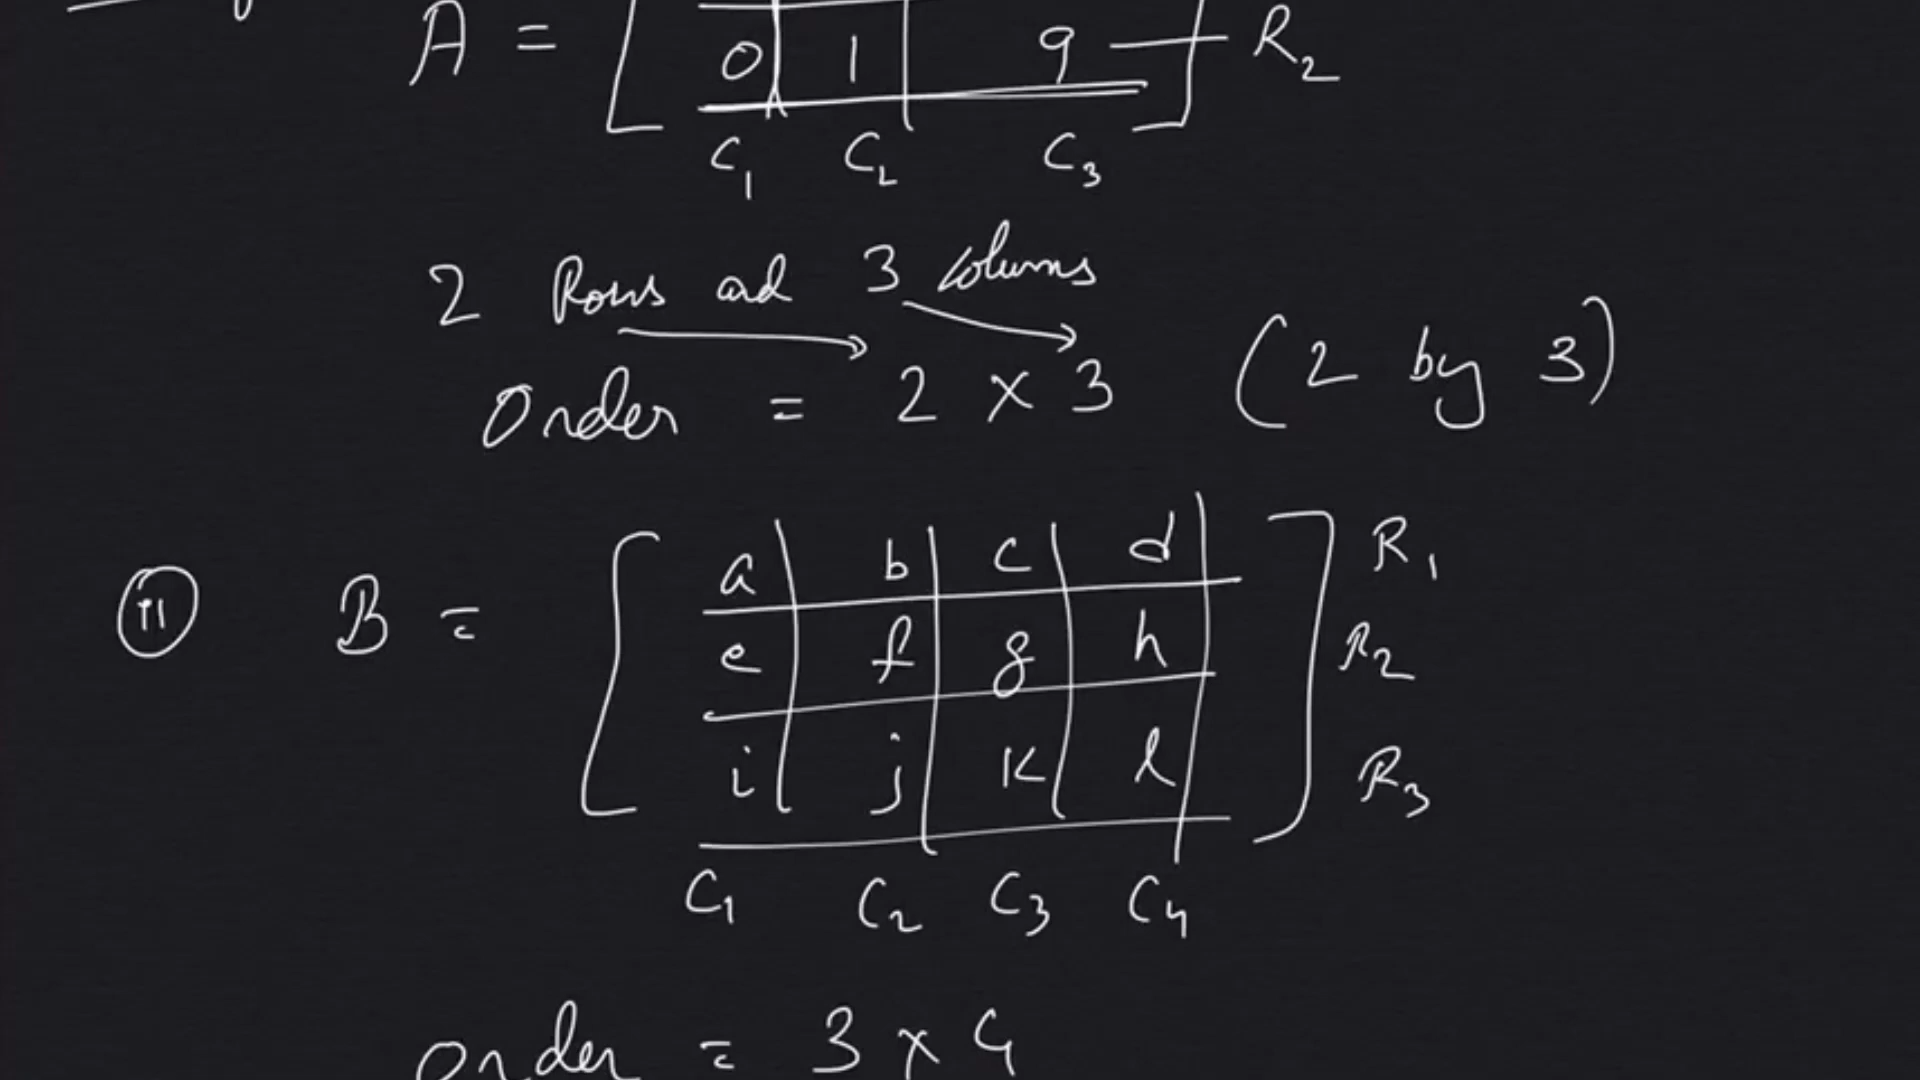 A = [ 0 1 9 ] R2
C1 C2 C3
2 Rows ad 3 Colums
Order = 2 × 3 (2 by 3)
(ii) B = [ a b c d ] R1
e f g h R2
i j k l R3
C1 C2 C3 C4
Order = 3 × 4